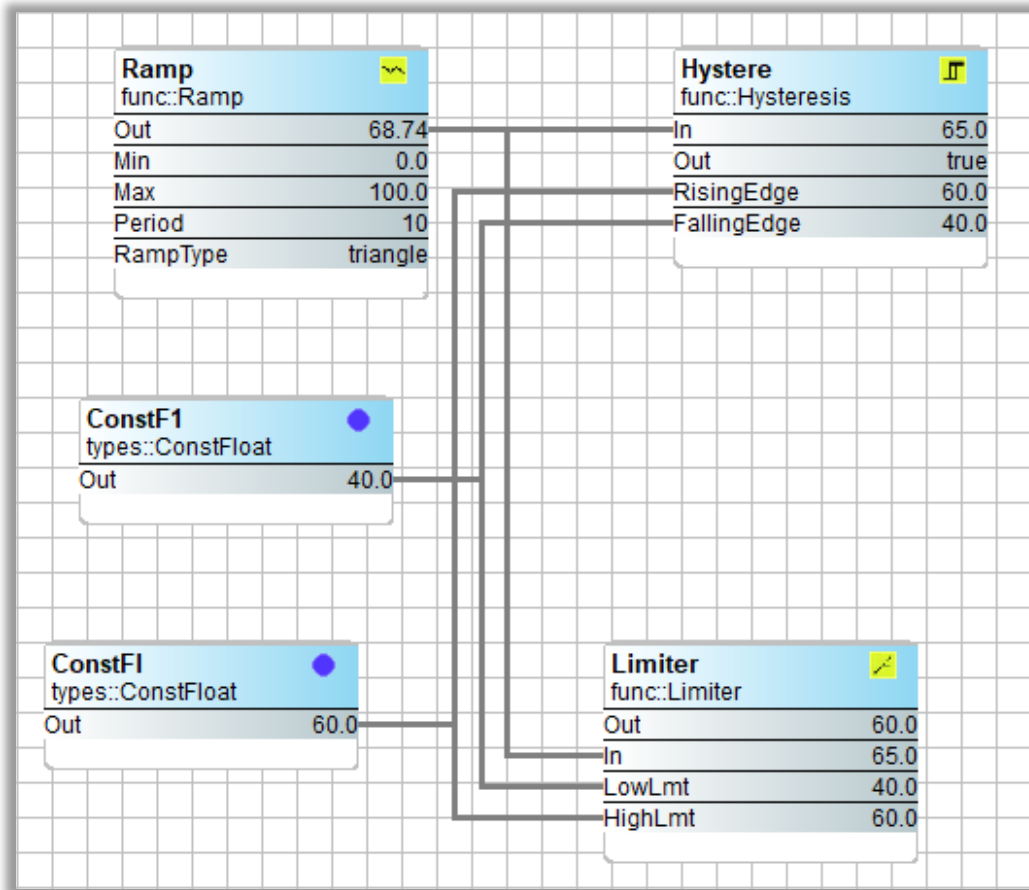 Ramp
func::Ramp
Out 68.74
Min 0.0
Max 100.0
Period 10
RampType triangle
Hystere
func::Hysteresis
In 65.0
Out true
RisingEdge 60.0
FallingEdge 40.0
ConstF1
types::ConstFloat
Out 40.0
ConstFl
types::ConstFloat
Out 60.0
Limiter
func::Limiter
Out 60.0
In 65.0
LowLmt 40.0
HighLmt 60.0